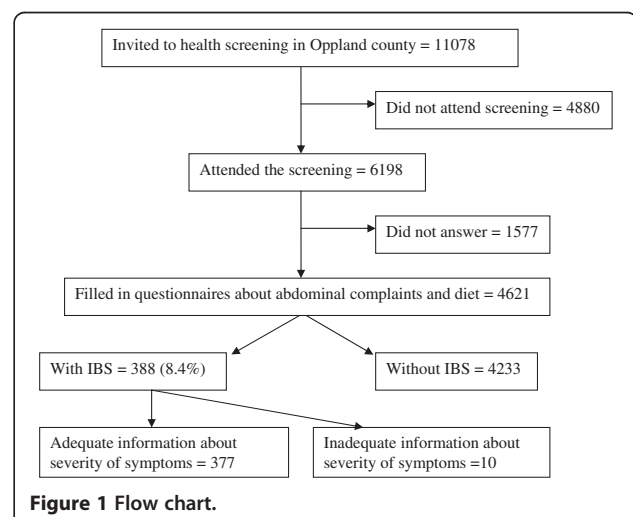 Invited to health screening in Oppland county = 11078
Did not attend screening = 4880
Attended the screening = 6198
Did not answer = 1577
Filled in questionnaires about abdominal complaints and diet = 4621
With IBS = 388 (8.4%)
Without IBS = 4233
Adequate information about
severity of symptoms = 377
Inadequate information about
severity of symptoms =10
Figure 1 Flow chart.